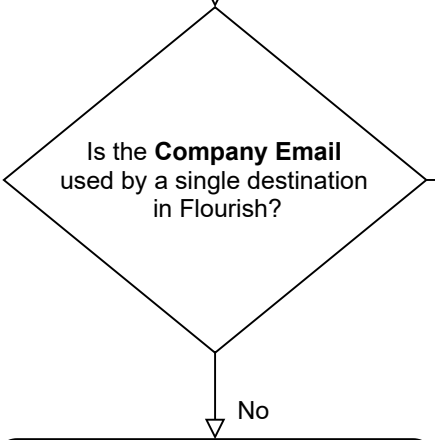 Is the Company Email
used by a single destination
in Flourish?
No